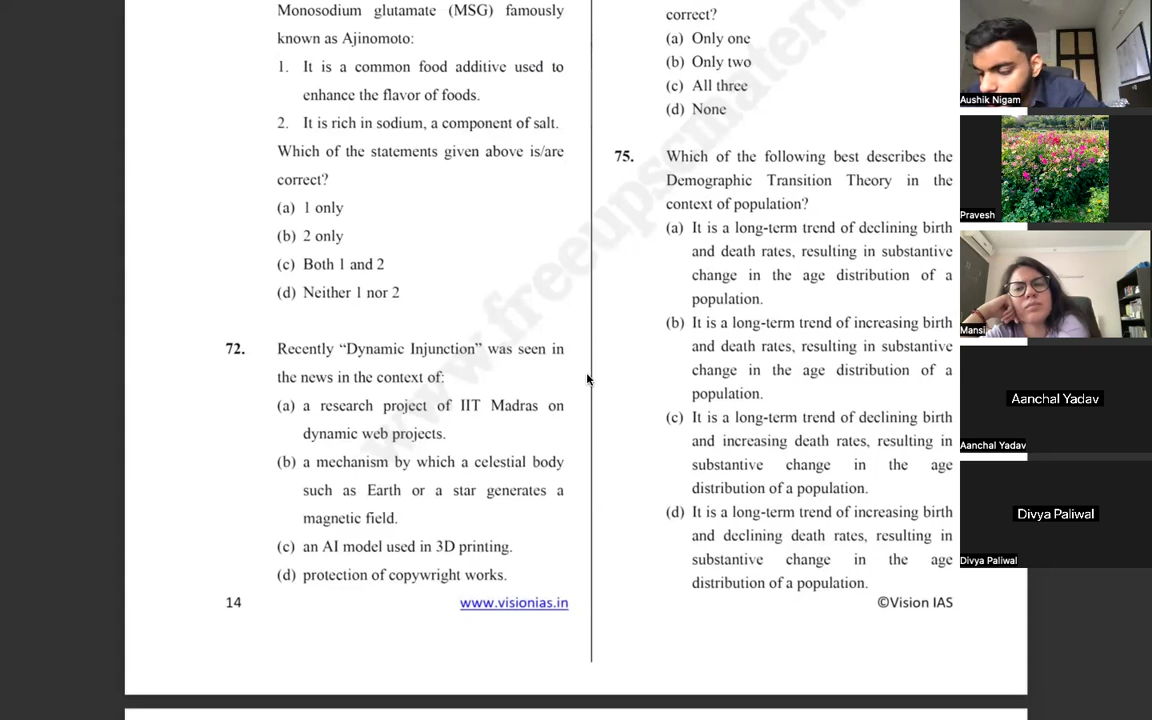 Monosodium glutamate (MSG) famously
known as Ajinomoto:
1. It is a common food additive used to
enhance the flavor of foods.
2. It is rich in sodium, a component of salt.
Which of the statements given above is/are
correct?
(a) 1 only
(b) 2 only
(c) Both 1 and 2
(d) Neither 1 nor 2
72. Recently “Dynamic Injunction” was seen in
the news in the context of:
(a) a research project of IIT Madras on
dynamic web projects.
(b) a mechanism by which a celestial body
such as Earth or a star generates a
magnetic field.
(c) an AI model used in 3D printing.
(d) protection of copywright works.
14
www.visionias.in
correct?
(a) Only one
(b) Only two
(c) All three
(d) None
75. Which of the following best describes the
Demographic Transition Theory in the
context of population?
(a) It is a long-term trend of declining birth
and death rates, resulting in substantive
change in the age distribution of a
population.
(b) It is a long-term trend of increasing birth
and death rates, resulting in substantive
change in the age distribution of a
population.
(c) It is a long-term trend of declining birth
and increasing death rates, resulting in
substantive change in the age
distribution of a population.
(d) It is a long-term trend of increasing birth
and declining death rates, resulting in
substantive change in the age
distribution of a population.
©Vision IAS
www.freeupscmateria
Aushik Nigam
Pravesh
Mansi
Aanchal Yadav
Aanchal Yadav
Divya Paliwal
Divya Paliwal